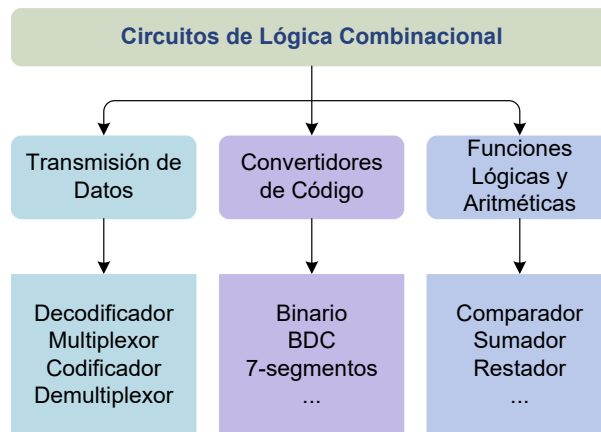 Circuitos de Lógica Combinacional
Transmisión de
Datos
Convertidores
de Código
Funciones
Lógicas y
Aritméticas
Decodificador
Multiplexor
Codificador
Demultiplexor
Binario
BDC
7-segmentos
...
Comparador
Sumador
Restador
...